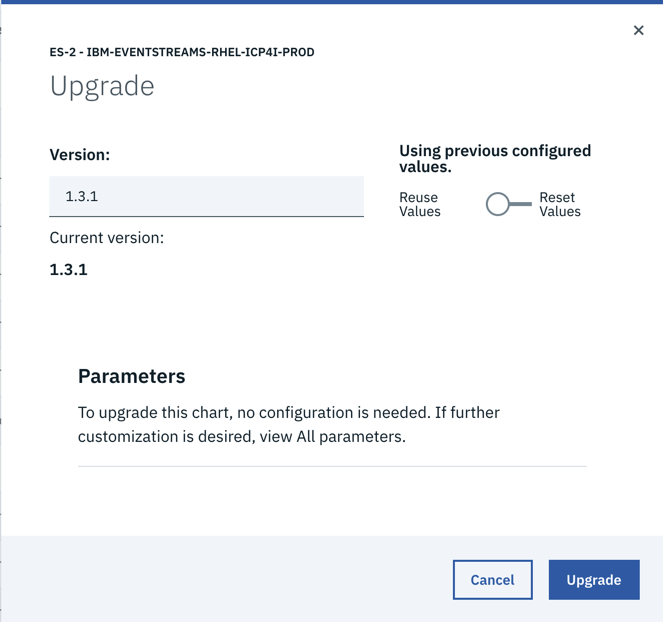 ES-2 - IBM-EVENTSTREAMS-RHEL-ICP4I-PROD
Upgrade
Version:
1.3.1
Current version:
1.3.1
Using previous configured
values.
Reuse
Values
Reset
Values
Parameters
To upgrade this chart, no configuration is needed. If further
customization is desired, view All parameters.
Cancel
Upgrade